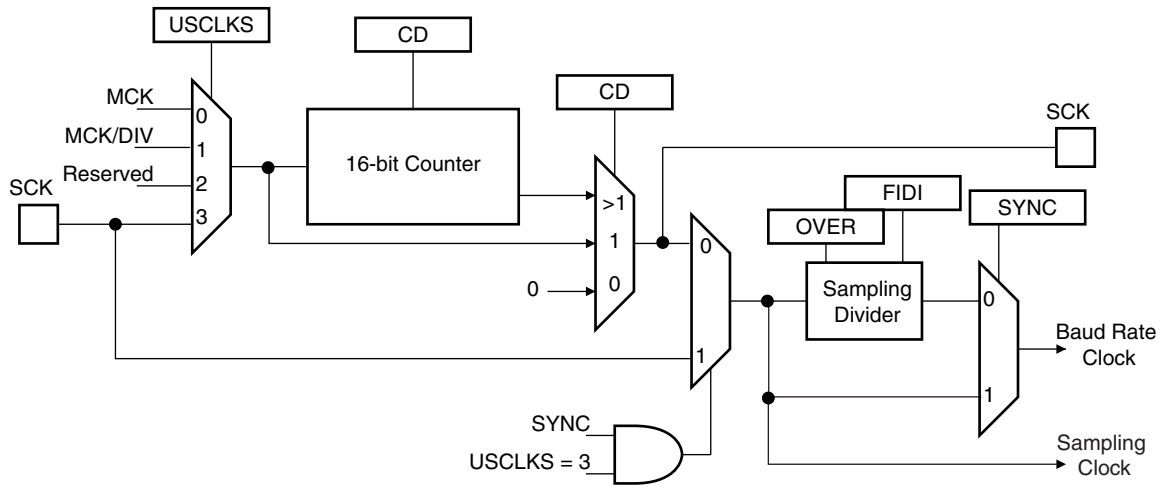 USCLKS
CD
CD
SCK
MCK
0
MCK/DIV
1
16-bit Counter
Reserved
2
SCK
3
>1
1
0
0
FIDI
OVER
SYNC
0
1
Sampling
Divider
0
1
Baud Rate
Clock
SYNC
USCLKS = 3
Sampling
Clock